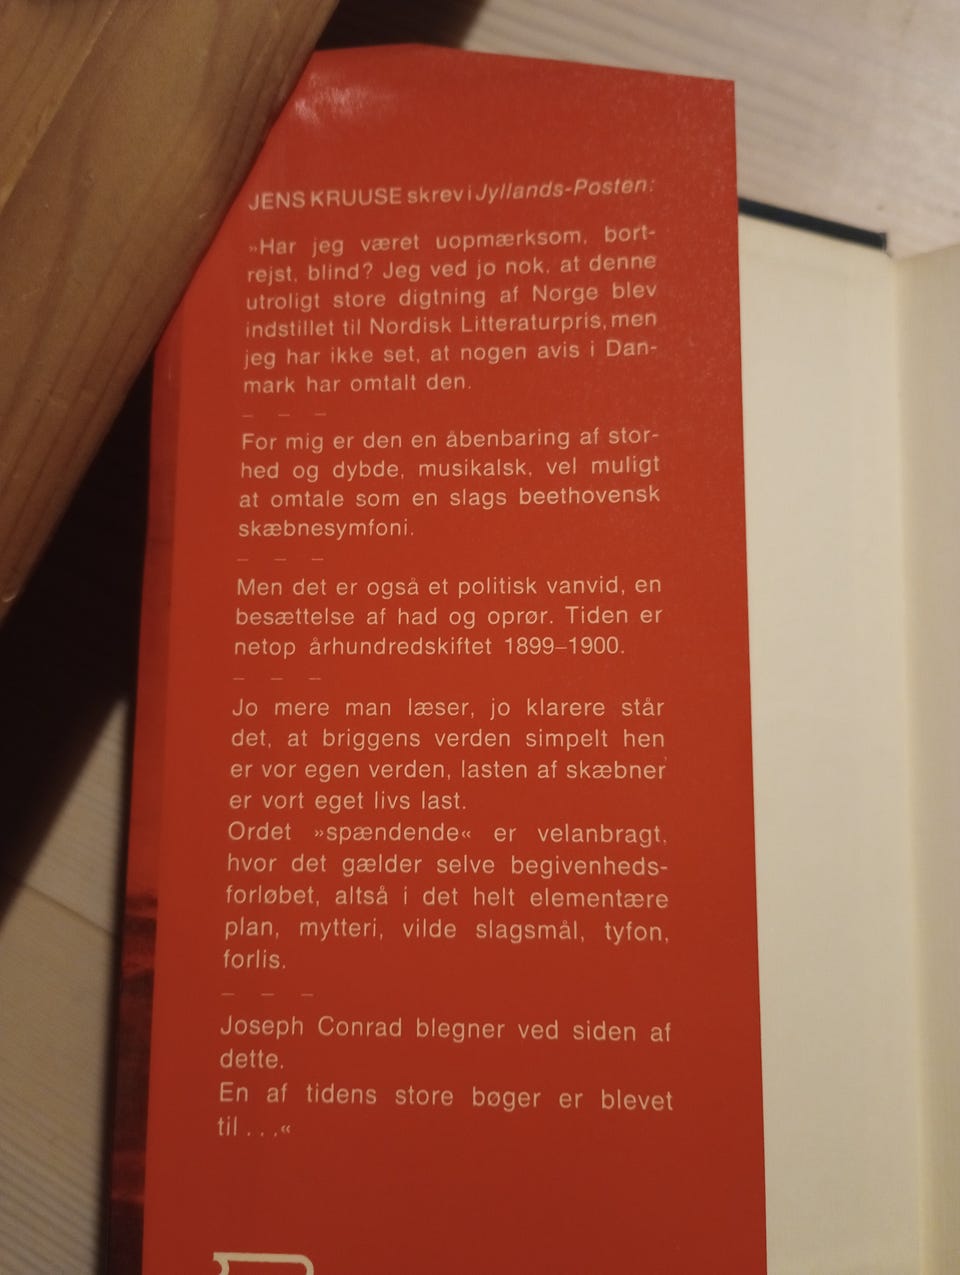 JENS KRUUSE skrev i Jyllands-Posten:
»Har jeg været uopmærksom, bort-
rejst, blind? Jeg ved jo nok, at denne
utroligt store digtning af Norge blev
indstillet til Nordisk Litteraturpris, men
jeg har ikke set, at nogen avis i Dan-
mark har omtalt den.
— — —
For mig er den en åbenbaring af stor-
hed og dybde, musikalsk, vel muligt
at omtale som en slags beethovensk
skæbnesymfoni.
— — —
Men det er også et politisk vanvid, en
besættelse af had og oprør. Tiden er
netop århundredskiftet 1899–1900.
— — —
Jo mere man læser, jo klarere står
det, at briggens verden simpelt hen
er vor egen verden, lasten af skæbner
er vort eget livs last.
Ordet »spændende« er velanbragt,
hvor det gælder selve begivenheds-
forløbet, altså i det helt elementære
plan, mytteri, vilde slagsmål, tyfon,
forlis.
— — —
Joseph Conrad blegner ved siden af
dette.
En af tidens store bøger er blevet
til . . .«